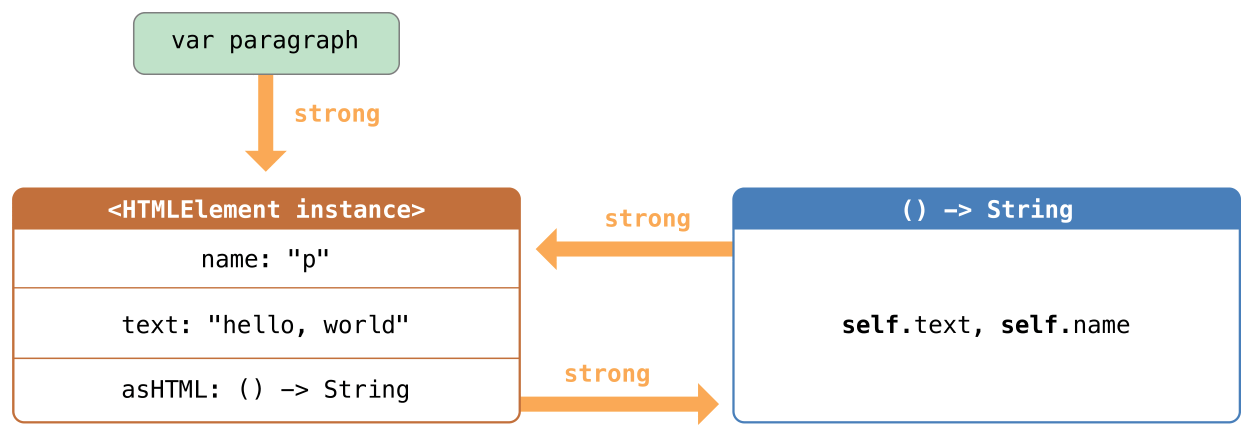 var paragraph
strong
<HTMLElement instance>
() -> String
strong
name: "p"
text: "hello, world"
self.text, self.name
strong
asHTML: () -> String